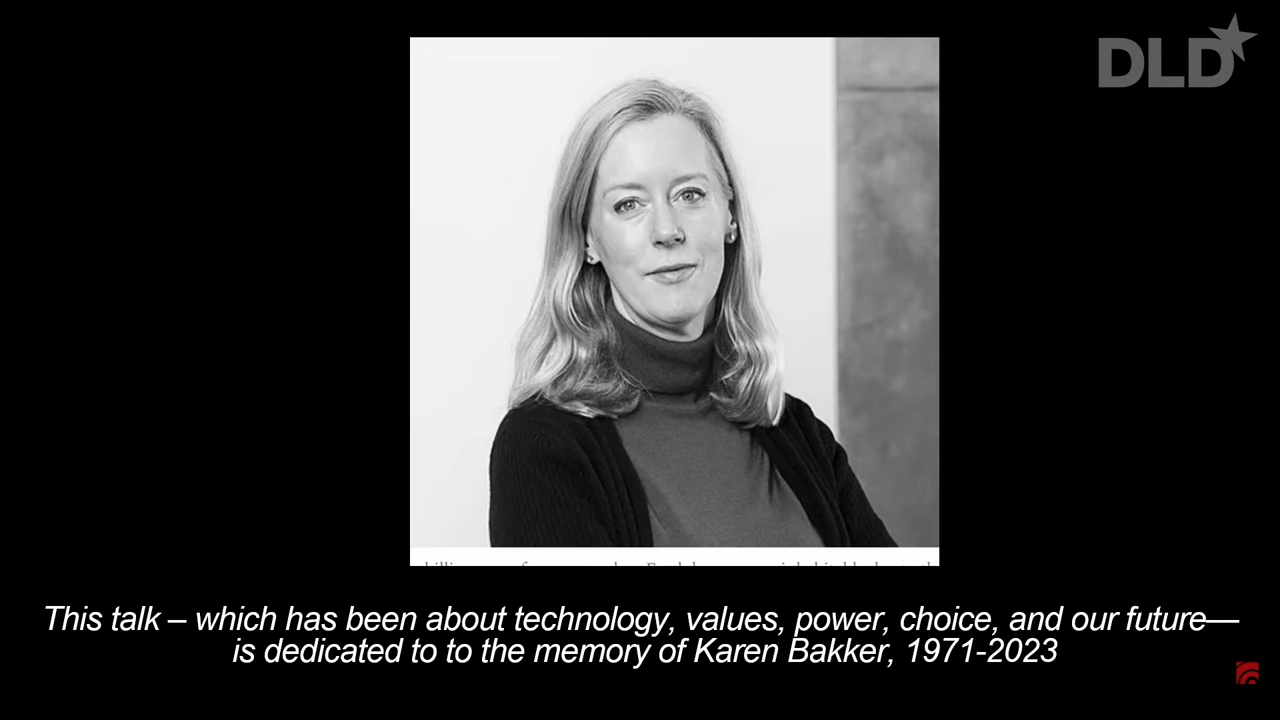 DLD
This talk – which has been about technology, values, power, choice, and our future—
is dedicated to to the memory of Karen Bakker, 1971-2023